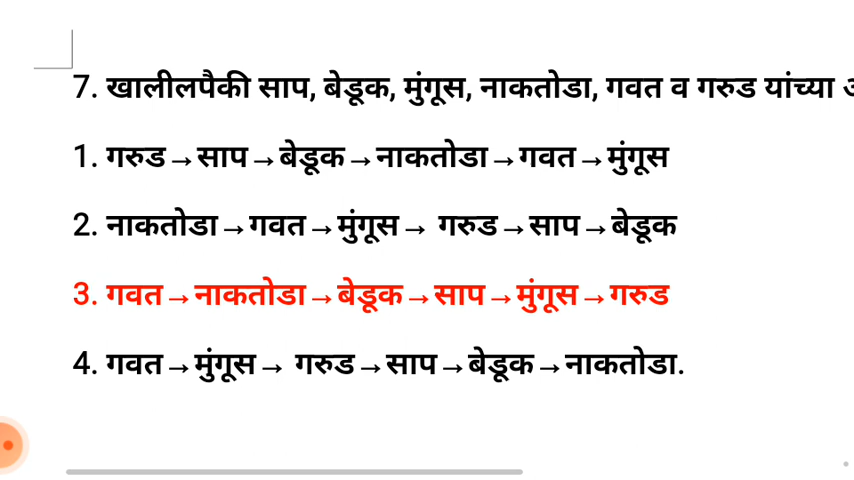 7. खालीलपैकी साप, बेडूक, मुंगूस, नाकतोडा, गवत व गरुड यांच्या
1. गरुड→साप→बेडूक→नाकतोडा→गवत→मुंगूस
2. नाकतोडा→गवत→मुंगूस→ गरुड→साप→बेडूक
3. गवत→नाकतोडा→बेडूक→साप→मुंगूस→गरुड
4. गवत→मुंगूस→ गरुड→साप→बेडूक→नाकतोडा.